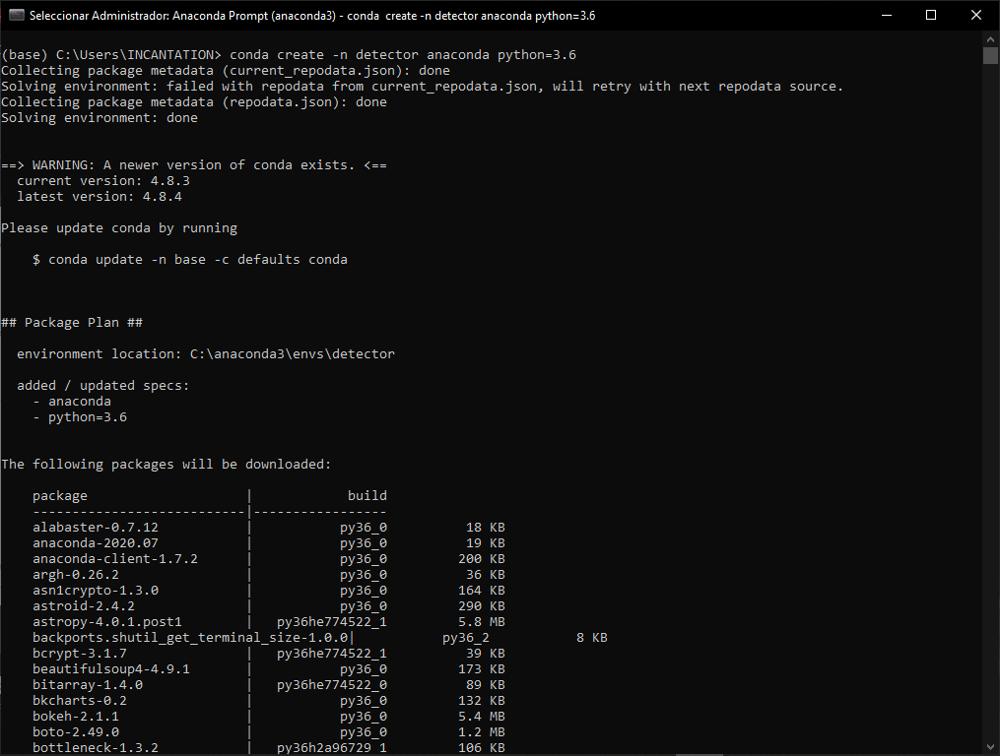 Seleccionar Administrador: Anaconda Prompt (anaconda3) - conda  create -n detector anaconda python=3.6
(base) C:\Users\INCANTATION> conda create -n detector anaconda python=3.6
Collecting package metadata (current_repodata.json): done
Solving environment: failed with repodata from current_repodata.json, will retry with next repodata source.
Collecting package metadata (repodata.json): done
Solving environment: done
==> WARNING: A newer version of conda exists. <==
  current version: 4.8.3
  latest version: 4.8.4
Please update conda by running
    $ conda update -n base -c defaults conda
## Package Plan ##
  environment location: C:\anaconda3\envs\detector
  added / updated specs:
    - anaconda
    - python=3.6
The following packages will be downloaded:
    package                    |            build
    ---------------------------|-----------------
    alabaster-0.7.12           |           py36_0          18 KB
    anaconda-2020.07           |           py36_0          19 KB
    anaconda-client-1.7.2      |           py36_0         200 KB
    argh-0.26.2                |           py36_0          36 KB
    asn1crypto-1.3.0           |           py36_0         164 KB
    astroid-2.4.2              |           py36_0         290 KB
    astropy-4.0.1.post1        |   py36he774522_1         5.8 MB
    backports.shutil_get_terminal_size-1.0.0|           py36_2           8 KB
    bcrypt-3.1.7               |   py36he774522_1          39 KB
    beautifulsoup4-4.9.1       |           py36_0         173 KB
    bitarray-1.4.0             |   py36he774522_0          89 KB
    bkcharts-0.2               |           py36_0         132 KB
    bokeh-2.1.1                |           py36_0         5.4 MB
    boto-2.49.0                |           py36_0         1.2 MB
    bottleneck-1.3.2           |   py36h2a96729_1         106 KB